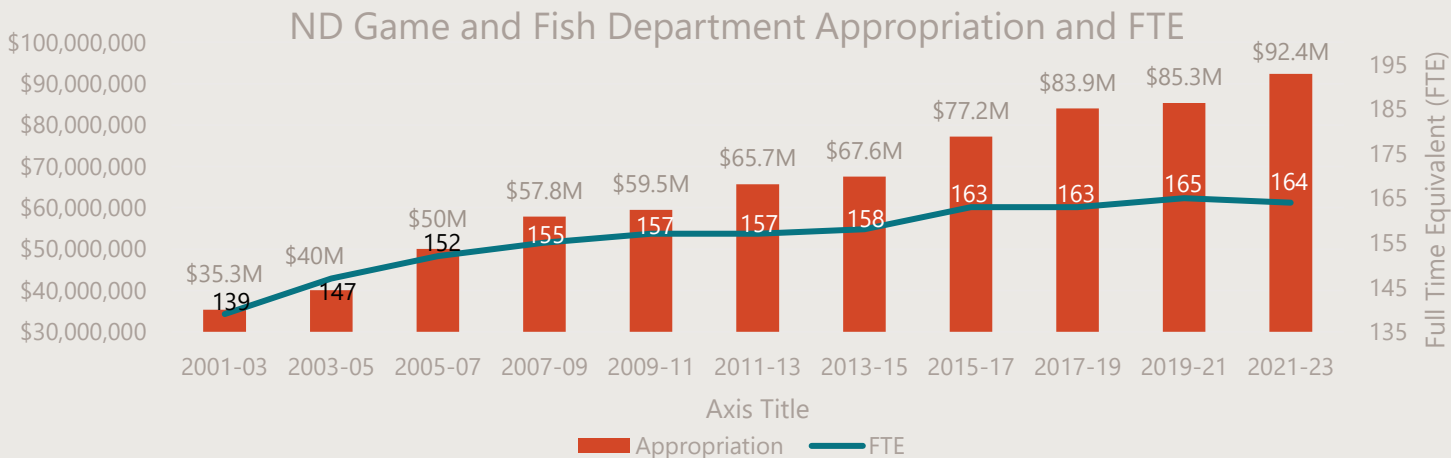 ND Game and Fish Department Appropriation and FTE
$100,000,000
$90,000,000
$80,000,000
$70,000,000
$60,000,000
$50,000,000
$40,000,000
$30,000,000
$35.3M
$40M
$50M
$57.8M
$59.5M
$65.7M
$67.6M
$77.2M
$83.9M
$85.3M
$92.4M
139
147
152
155
157
157
158
163
163
165
164
195
185
175
165
155
145
135
Full Time Equivalent (FTE)
2001-03
2003-05
2005-07
2007-09
2009-11
2011-13
2013-15
2015-17
2017-19
2019-21
2021-23
Axis Title
Appropriation
FTE